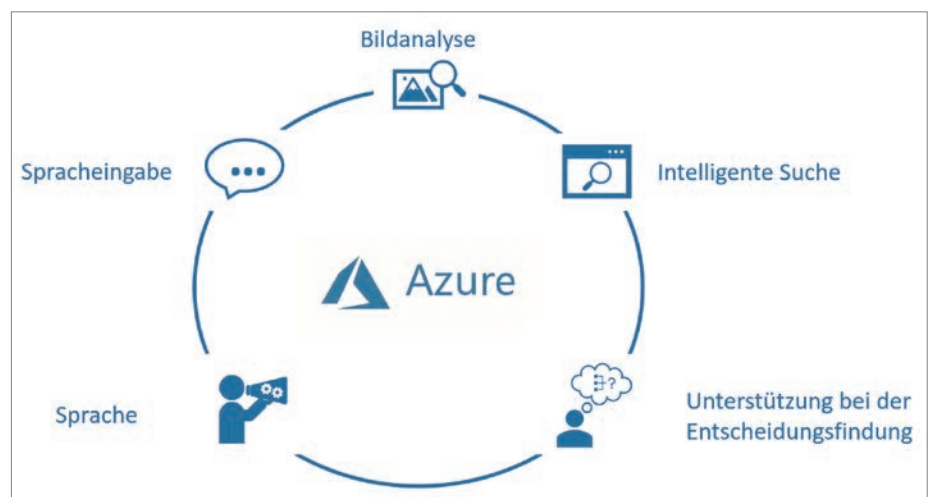 Bildanalyse
Spracheingabe
Intelligente Suche
Azure
Sprache
Unterstützung bei der
Entscheidungsfindung
?